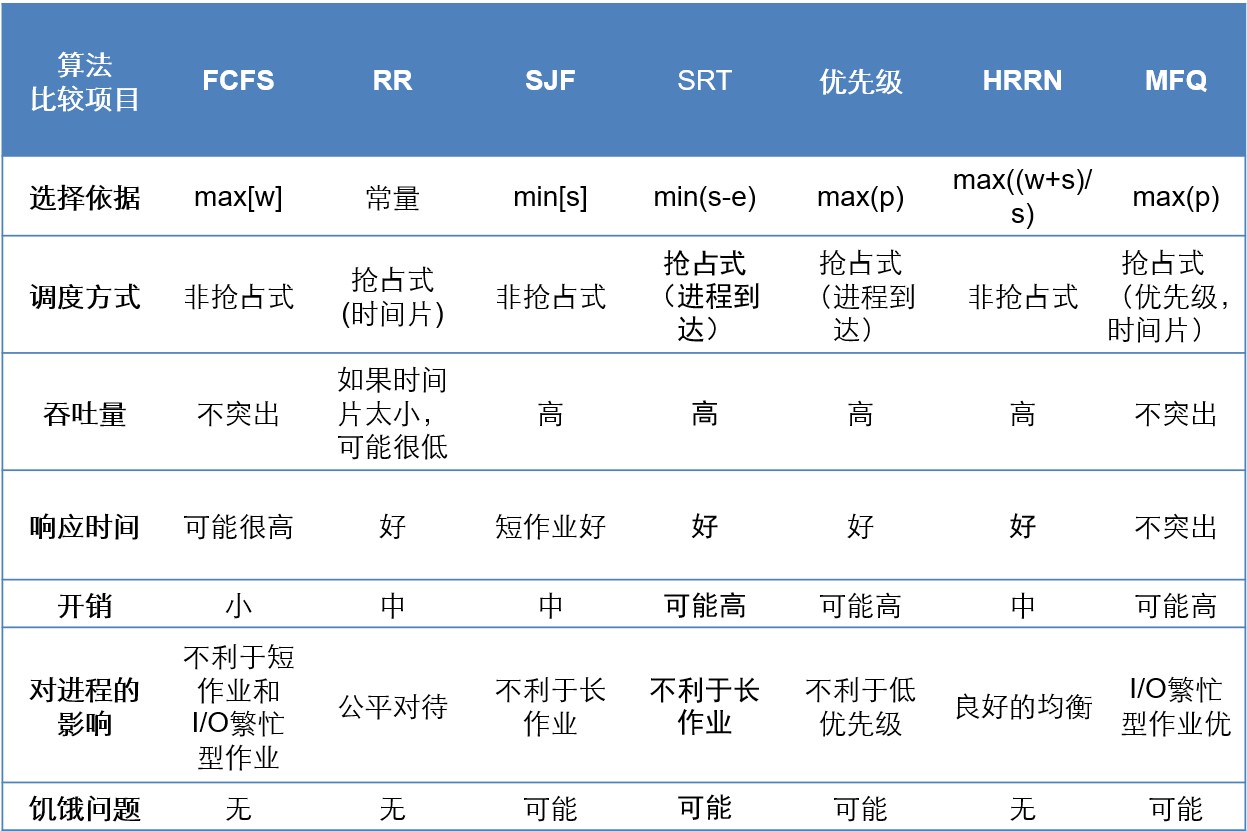 算法
比较项目
FCFS
RR
SJF
SRT
优先级
HRRN
MFQ
选择依据
max[w]
常量
min[s]
min(s-e)
max(p)
max((w+s)/
s)
max(p)
调度方式
非抢占式
抢占式
(时间片)
非抢占式
抢占式
（进程到
达）
抢占式
（进程到
达）
非抢占式
抢占式
（优先级，
时间片）
吞吐量
不突出
如果时间
片太小，
可能很低
高
高
高
高
不突出
响应时间
可能很高
好
短作业好
好
好
好
不突出
开销
小
中
中
可能高
可能高
中
可能高
对进程的
影响
不利于短
作业和
I/O繁忙
型作业
公平对待
不利于长
作业
不利于长
作业
不利于低
优先级
良好的均衡
I/O繁忙
型作业优
饥饿问题
无
无
可能
可能
可能
无
可能